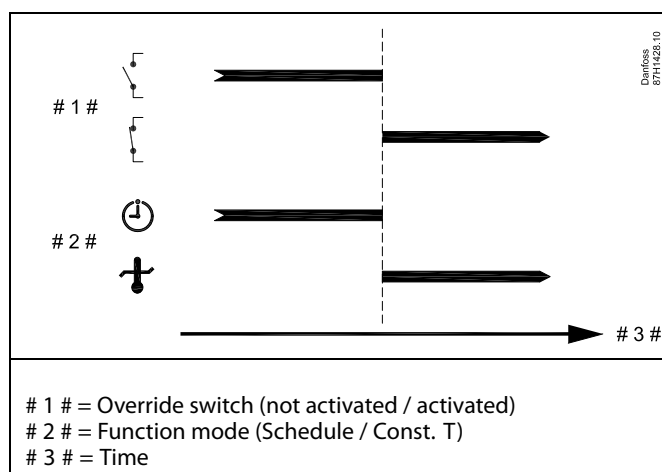 Danfoss
87H1428.10
# 1 #
# 2 #
# 3 #
# 1 # = Override switch (not activated / activated)
# 2 # = Function mode (Schedule / Const. T)
# 3 # = Time